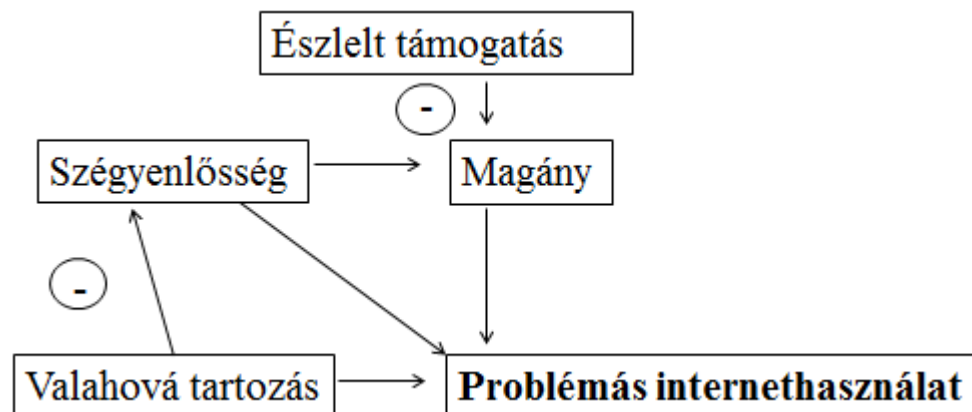 Észlelt támogatás
-
Szégyenlősség
Magány
-
Valahová tartozás
Problémás internethasználat